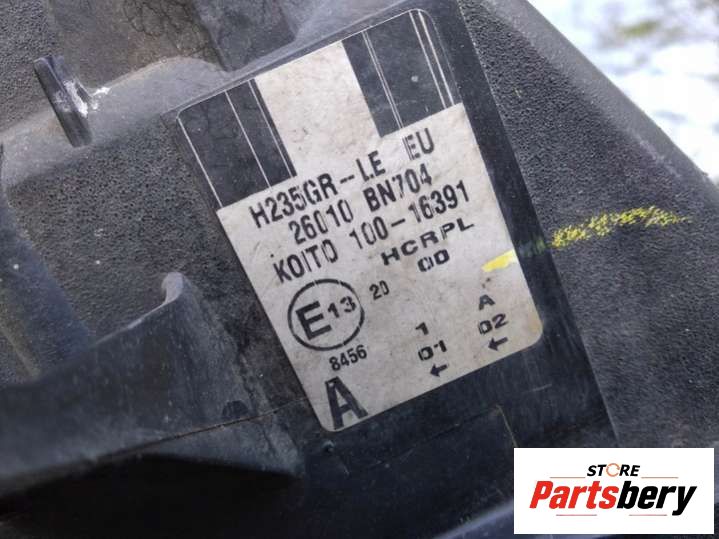 H235GR--LE EU
26010 BN704
KOITO 100-16391
HCRPL
E13 20 00
8456 1 A
01 02
A ← ←
STORE
Partsbery